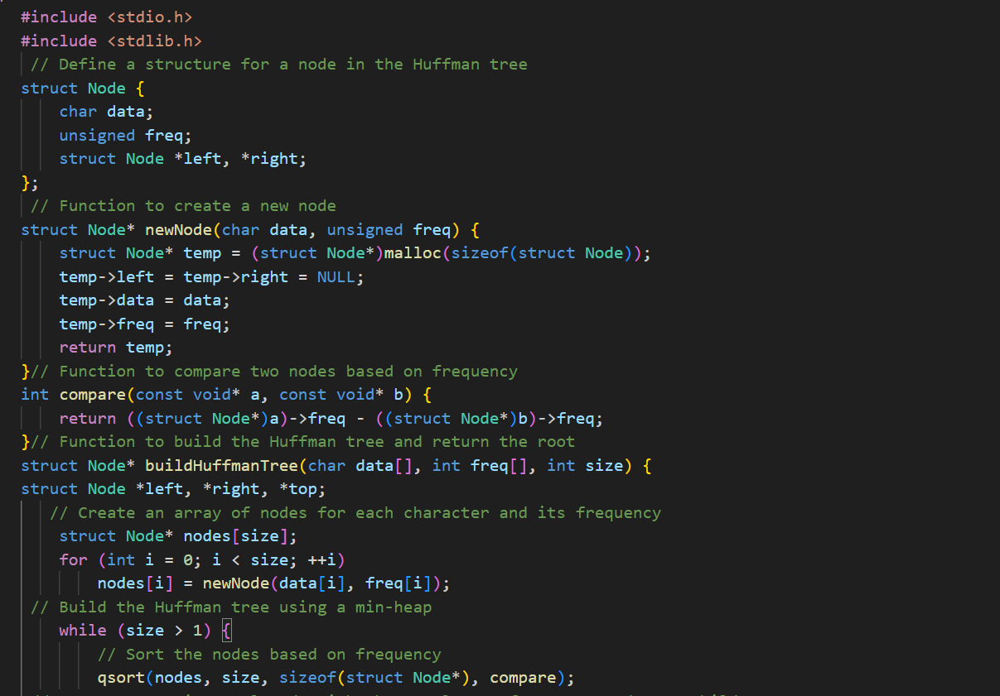 #include <stdio.h>
#include <stdlib.h>
// Define a structure for a node in the Huffman tree
struct Node {
char data;
unsigned freq;
struct Node *left, *right;
};
// Function to create a new node
struct Node* newNode(char data, unsigned freq) {
struct Node* temp = (struct Node*)malloc(sizeof(struct Node));
temp->left = temp->right = NULL;
temp->data = data;
temp->freq = freq;
return temp;
}// Function to compare two nodes based on frequency
int compare(const void* a, const void* b) {
return ((struct Node*)a)->freq - ((struct Node*)b)->freq;
}// Function to build the Huffman tree and return the root
struct Node* buildHuffmanTree(char data[], int freq[], int size) {
struct Node *left, *right, *top;
// Create an array of nodes for each character and its frequency
struct Node* nodes[size];
for (int i = 0; i < size; ++i)
nodes[i] = newNode(data[i], freq[i]);
// Build the Huffman tree using a min-heap
while (size > 1) {
// Sort the nodes based on frequency
qsort(nodes, size, sizeof(struct Node*), compare);